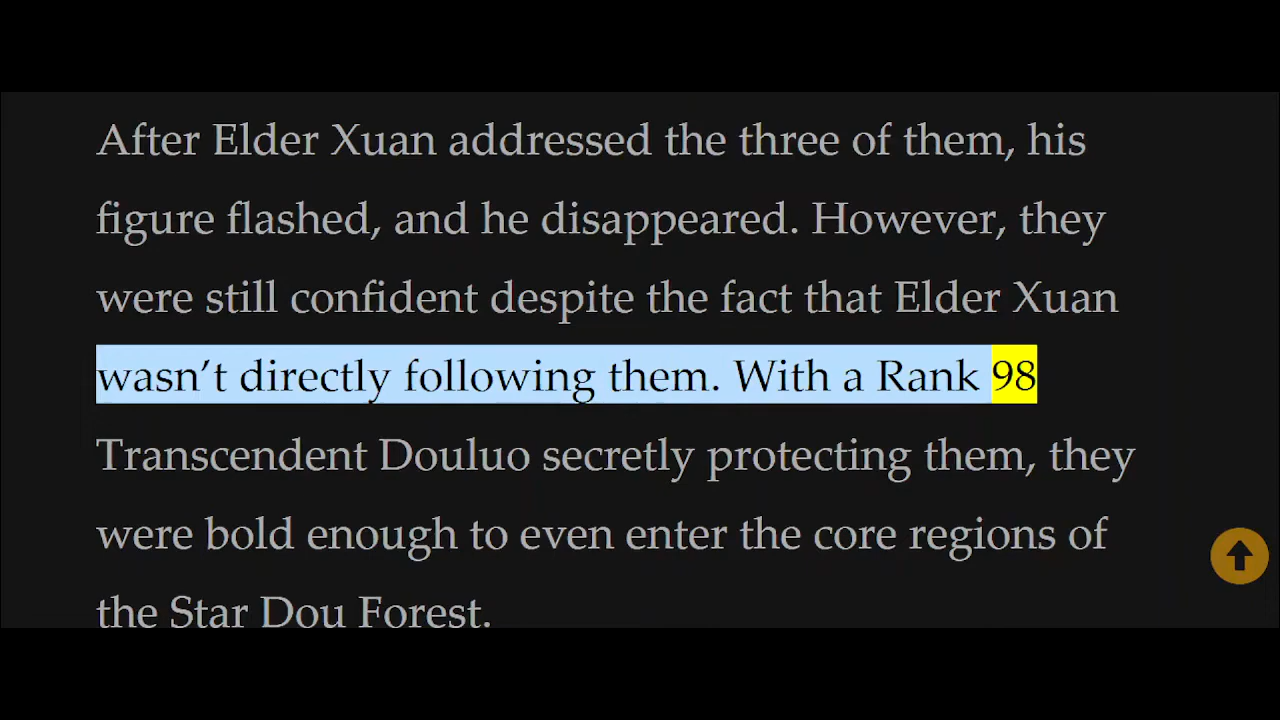 After Elder Xuan addressed the three of them, his
figure flashed, and he disappeared. However, they
were still confident despite the fact that Elder Xuan
wasn’t directly following them. With a Rank 98
Transcendent Douluo secretly protecting them, they
were bold enough to even enter the core regions of
the Star Dou Forest.